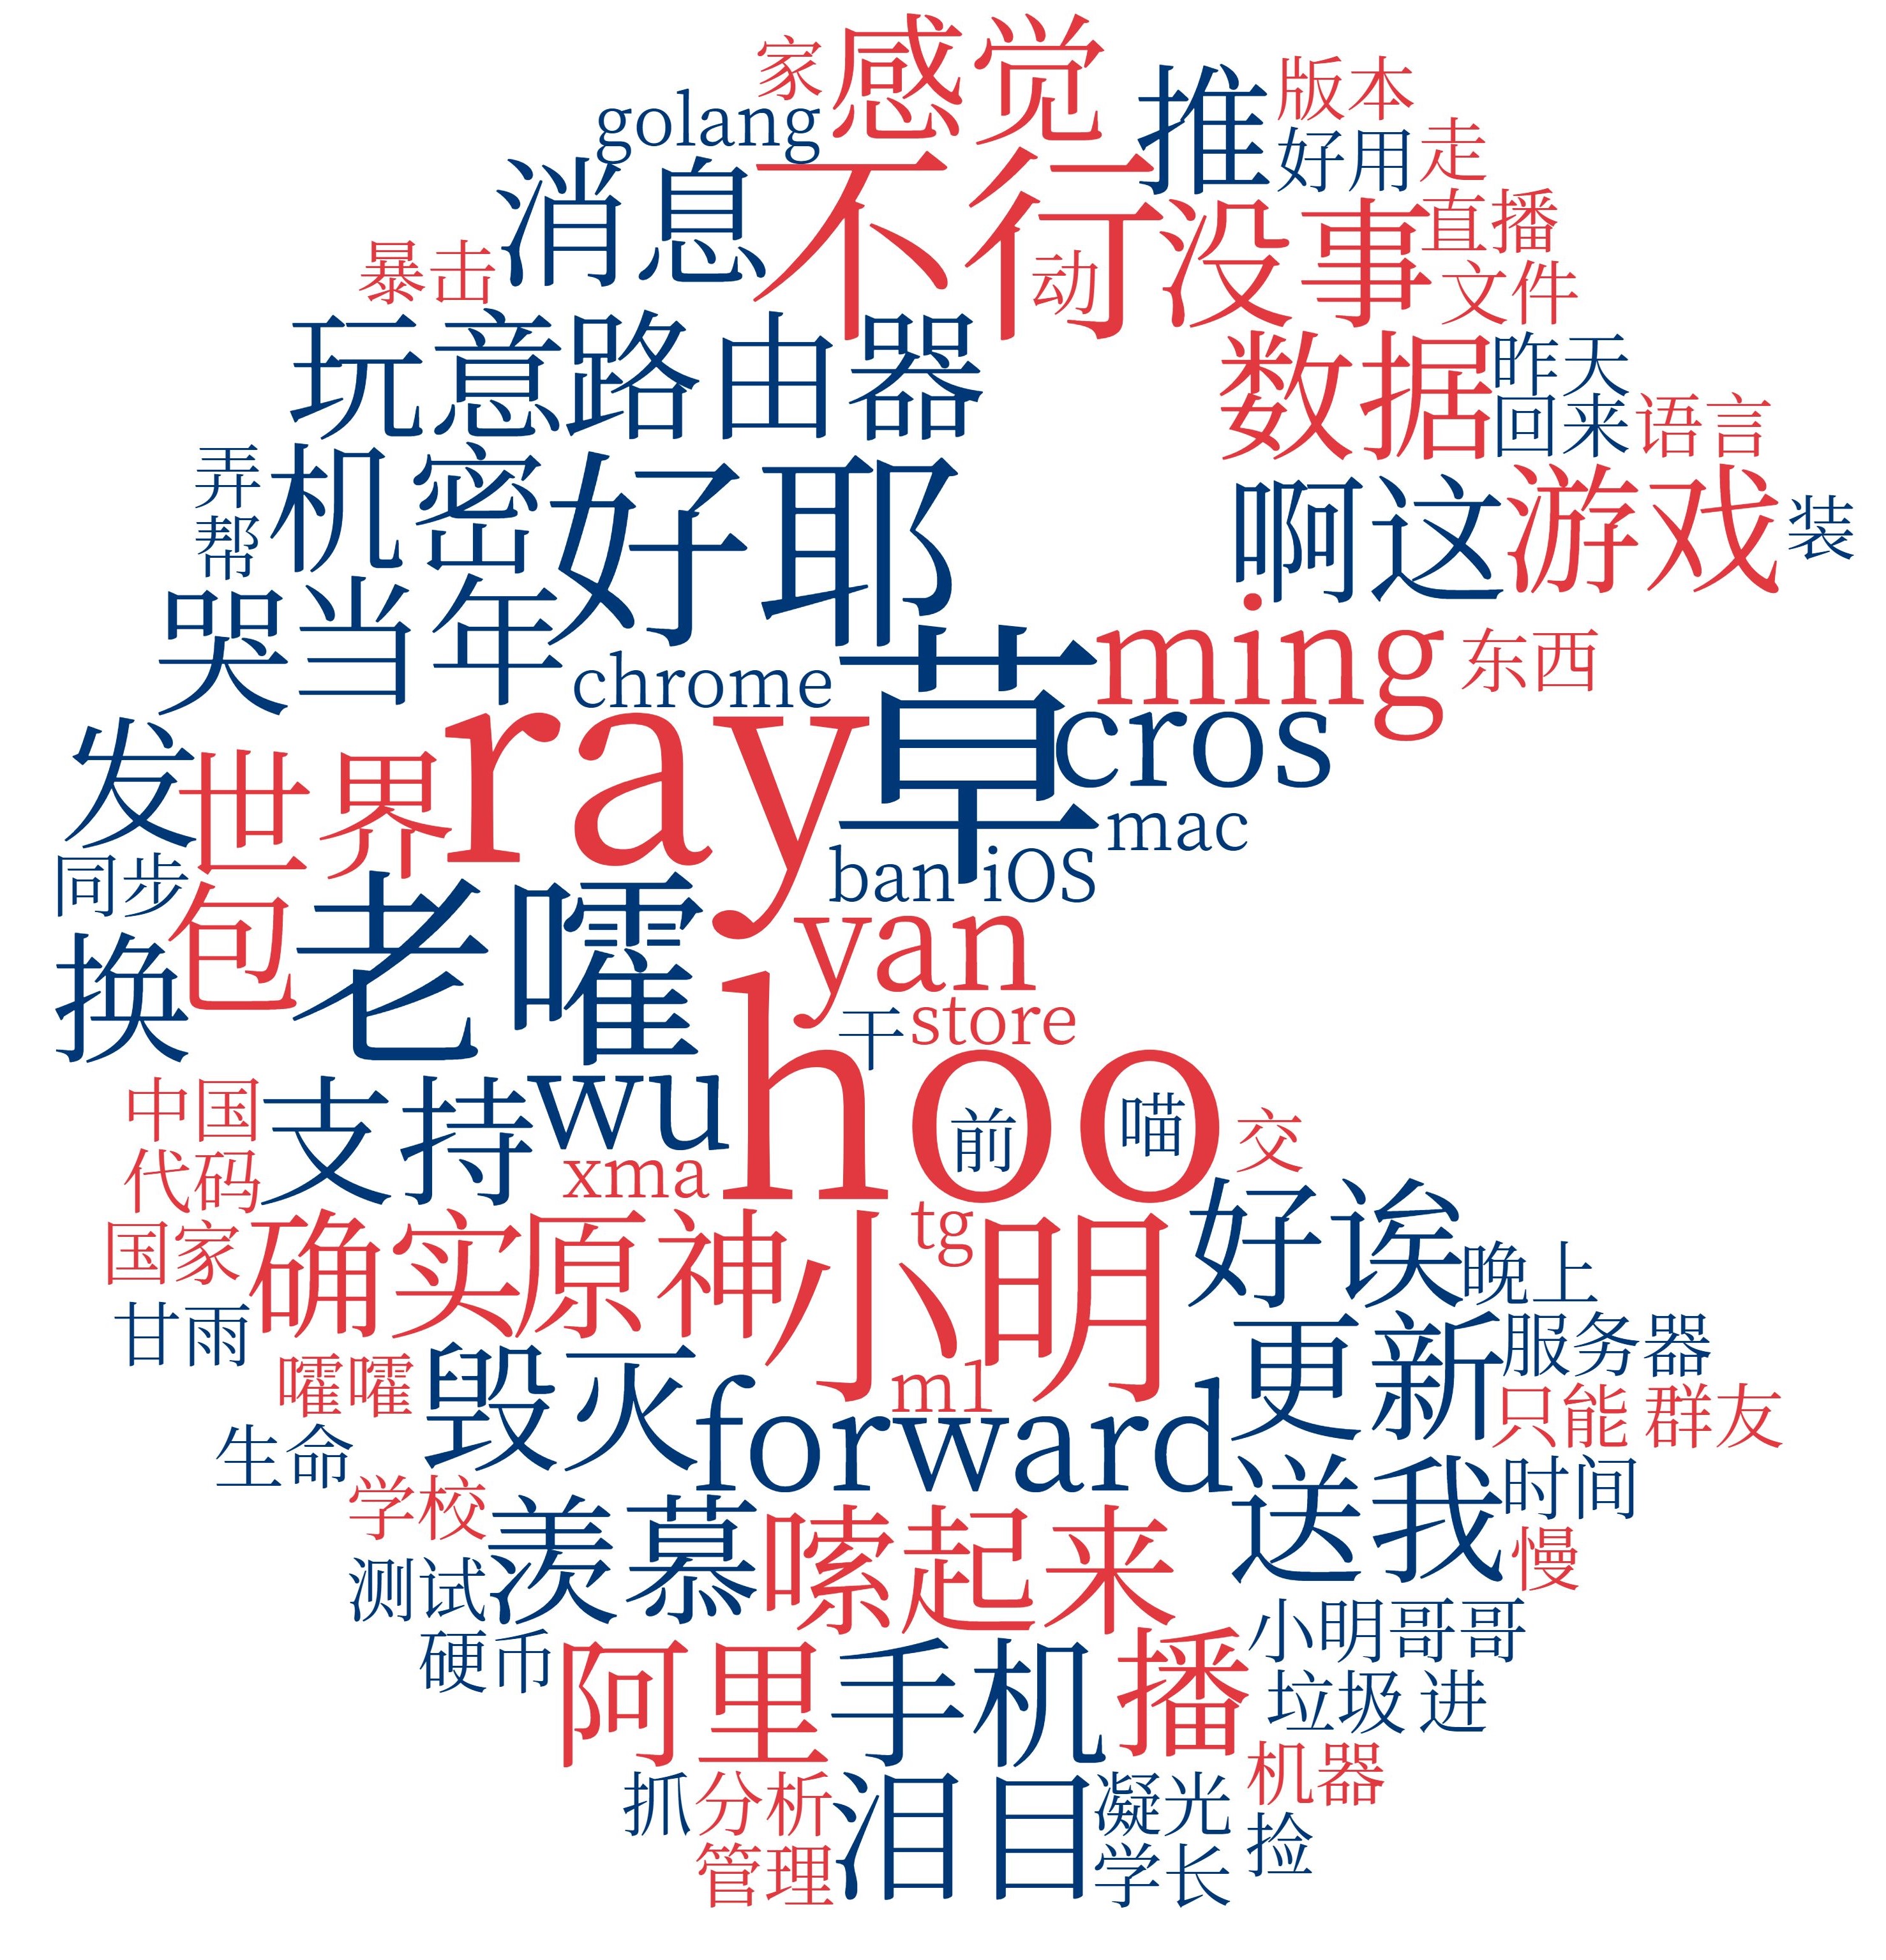 家 感觉 推 版本
golang 好用 走
消息 不行 没事 直播
暴击 动 文件
玩意 路由器 数据 昨天
回来 语言
弄 机密 好耶 啊这 游戏 装
帮
哭 当年 chrome 草 ming 东西
发 世界 ray cros
mac
同步 包 老嚯 ban iOS
换 yan
干 store
中国 支持 wu hoo 前 喵 交
代码 xma
国家 确实 原神 小明 tg 好诶 晚上
甘雨 更新 服务器
嚯嚯 毁灭 forward m1 只能 群友
生命 送我 时间
学校 羡慕 嗦起来 慢
测试 小明哥哥
硬币 阿里 手机 播 垃圾 进
机器
抓 分析 泪目 凝光 捡
管理 学长